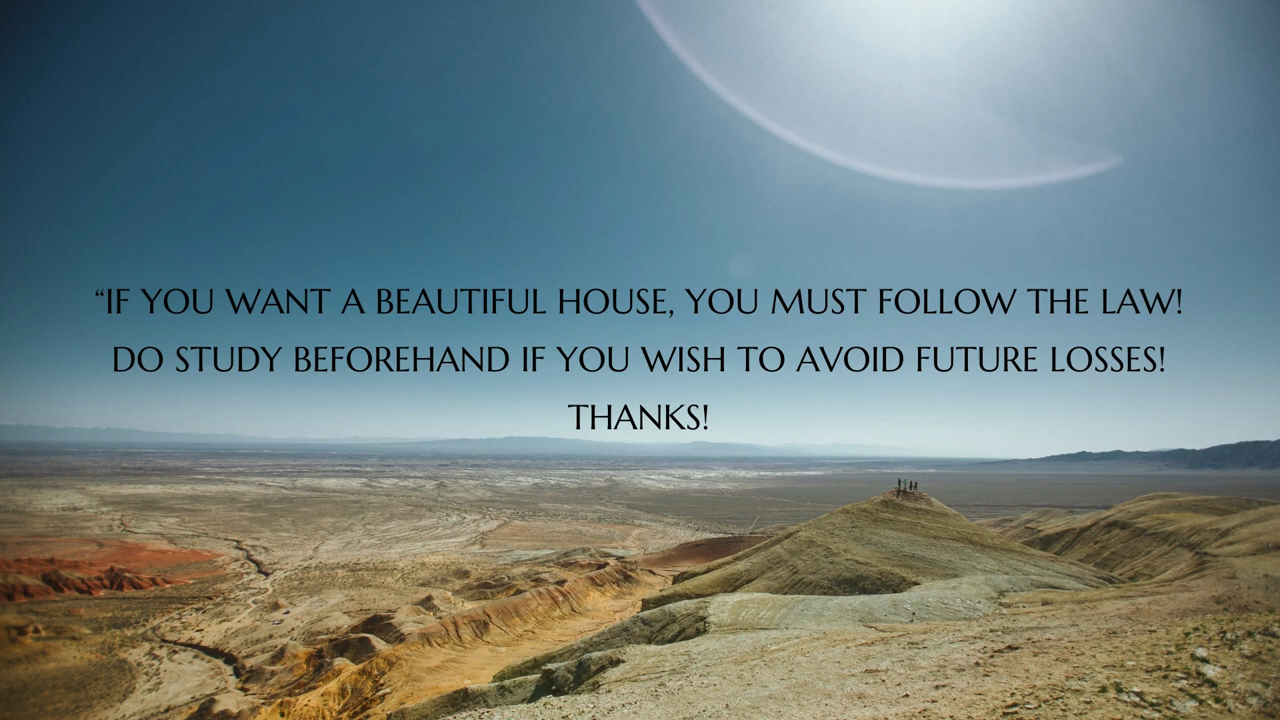 “IF YOU WANT A BEAUTIFUL HOUSE, YOU MUST FOLLOW THE LAW!
DO STUDY BEFOREHAND IF YOU WISH TO AVOID FUTURE LOSSES!
THANKS!